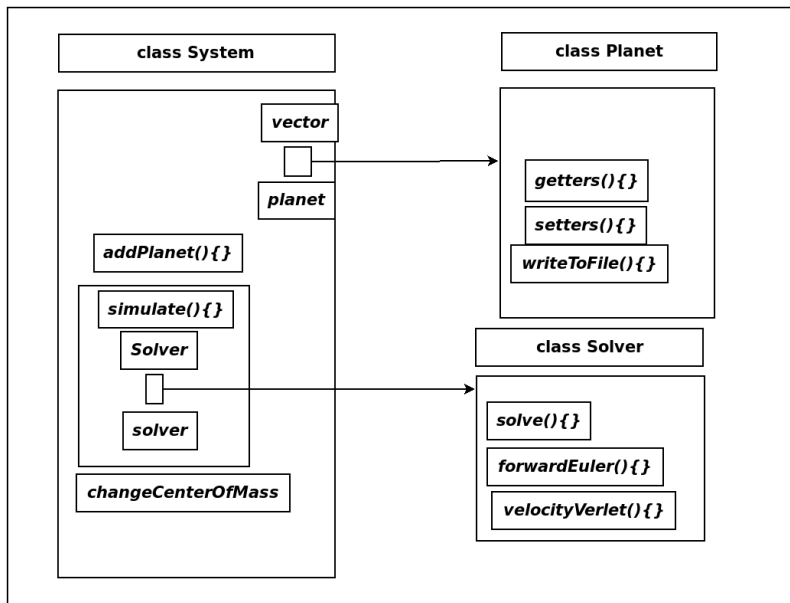 class System
vector
planet
addPlanet(){}
simulate(){}
Solver
solver
changeCenterOfMass
class Planet
getters(){}
setters(){}
writeToFile(){}
class Solver
solve(){}
forwardEuler(){}
velocityVerlet(){}